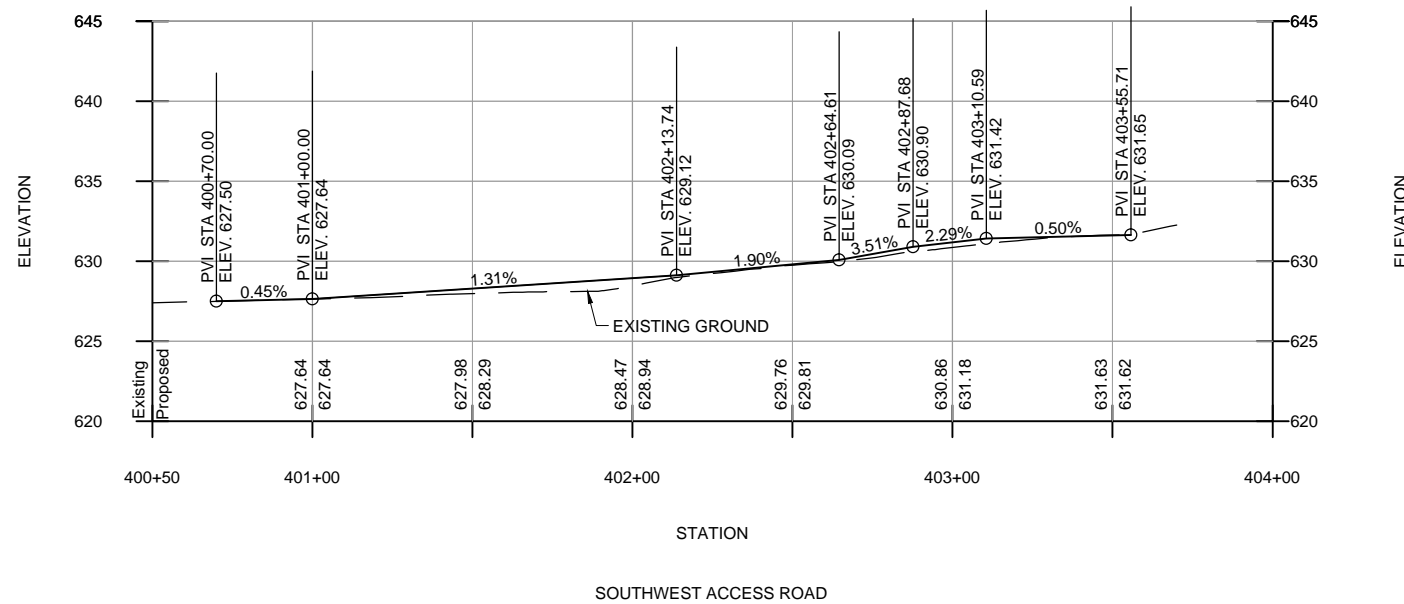 645
640
635
630
625
620
ELEVATION
PVI STA 400+70.00
ELEV. 627.50
PVI STA 401+00.00
ELEV. 627.64
PVI STA 402+13.74
ELEV. 629.12
PVI STA 402+64.61
ELEV. 630.09
PVI STA 402+87.68
ELEV. 630.90
PVI STA 403+10.59
ELEV. 631.42
PVI STA 403+55.71
ELEV. 631.65
0.45%
1.31%
1.90%
3.51%
2.29%
0.50%
EXISTING GROUND
645
640
635
630
625
620
ELEVATION
Existing
Proposed
627.64
627.64
627.98
628.29
628.47
628.94
629.76
629.81
630.86
631.18
631.63
631.62
400+50
401+00
402+00
403+00
404+00
STATION
SOUTHWEST ACCESS ROAD